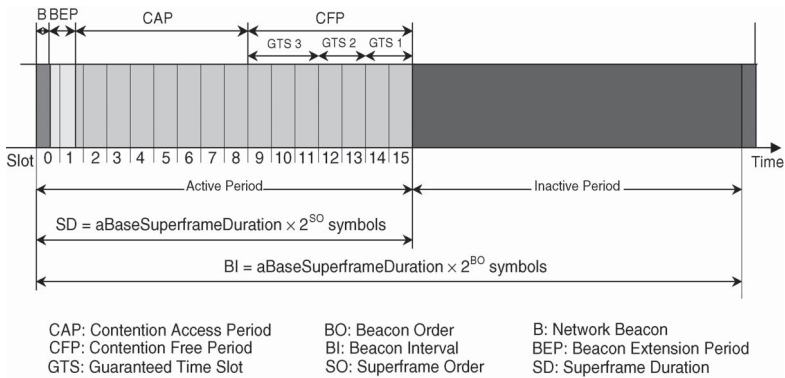 B BEP CAP CFP
GTS 3 GTS 2 GTS 1
Slot 0 1 2 3 4 5 6 7 8 9 10 11 12 13 14 15 Time
Active Period Inactive Period
SD = aBaseSuperframeDuration × 2^SO symbols
BI = aBaseSuperframeDuration × 2^BO symbols
CAP: Contention Access Period BO: Beacon Order B: Network Beacon
CFP: Contention Free Period BI: Beacon Interval BEP: Beacon Extension Period
GTS: Guaranteed Time Slot SO: Superframe Order SD: Superframe Duration